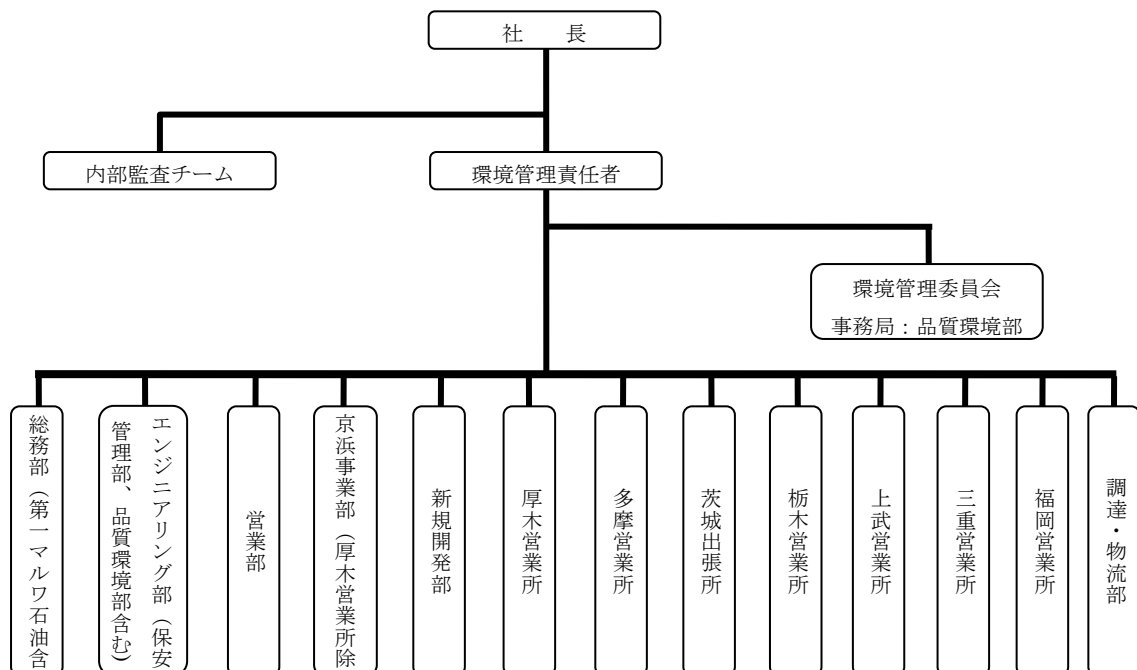 社　　長
内部監査チーム
環境管理責任者
環境管理委員会
事務局：品質環境部
総務部（第一マルワ石油含
エンジニアリング部（保安
管理部、品質環境部含む）
営業部
京浜事業部（厚木営業所除
新規開発部
厚木営業所
多摩営業所
茨城出張所
栃木営業所
上武営業所
三重営業所
福岡営業所
調達・物流部